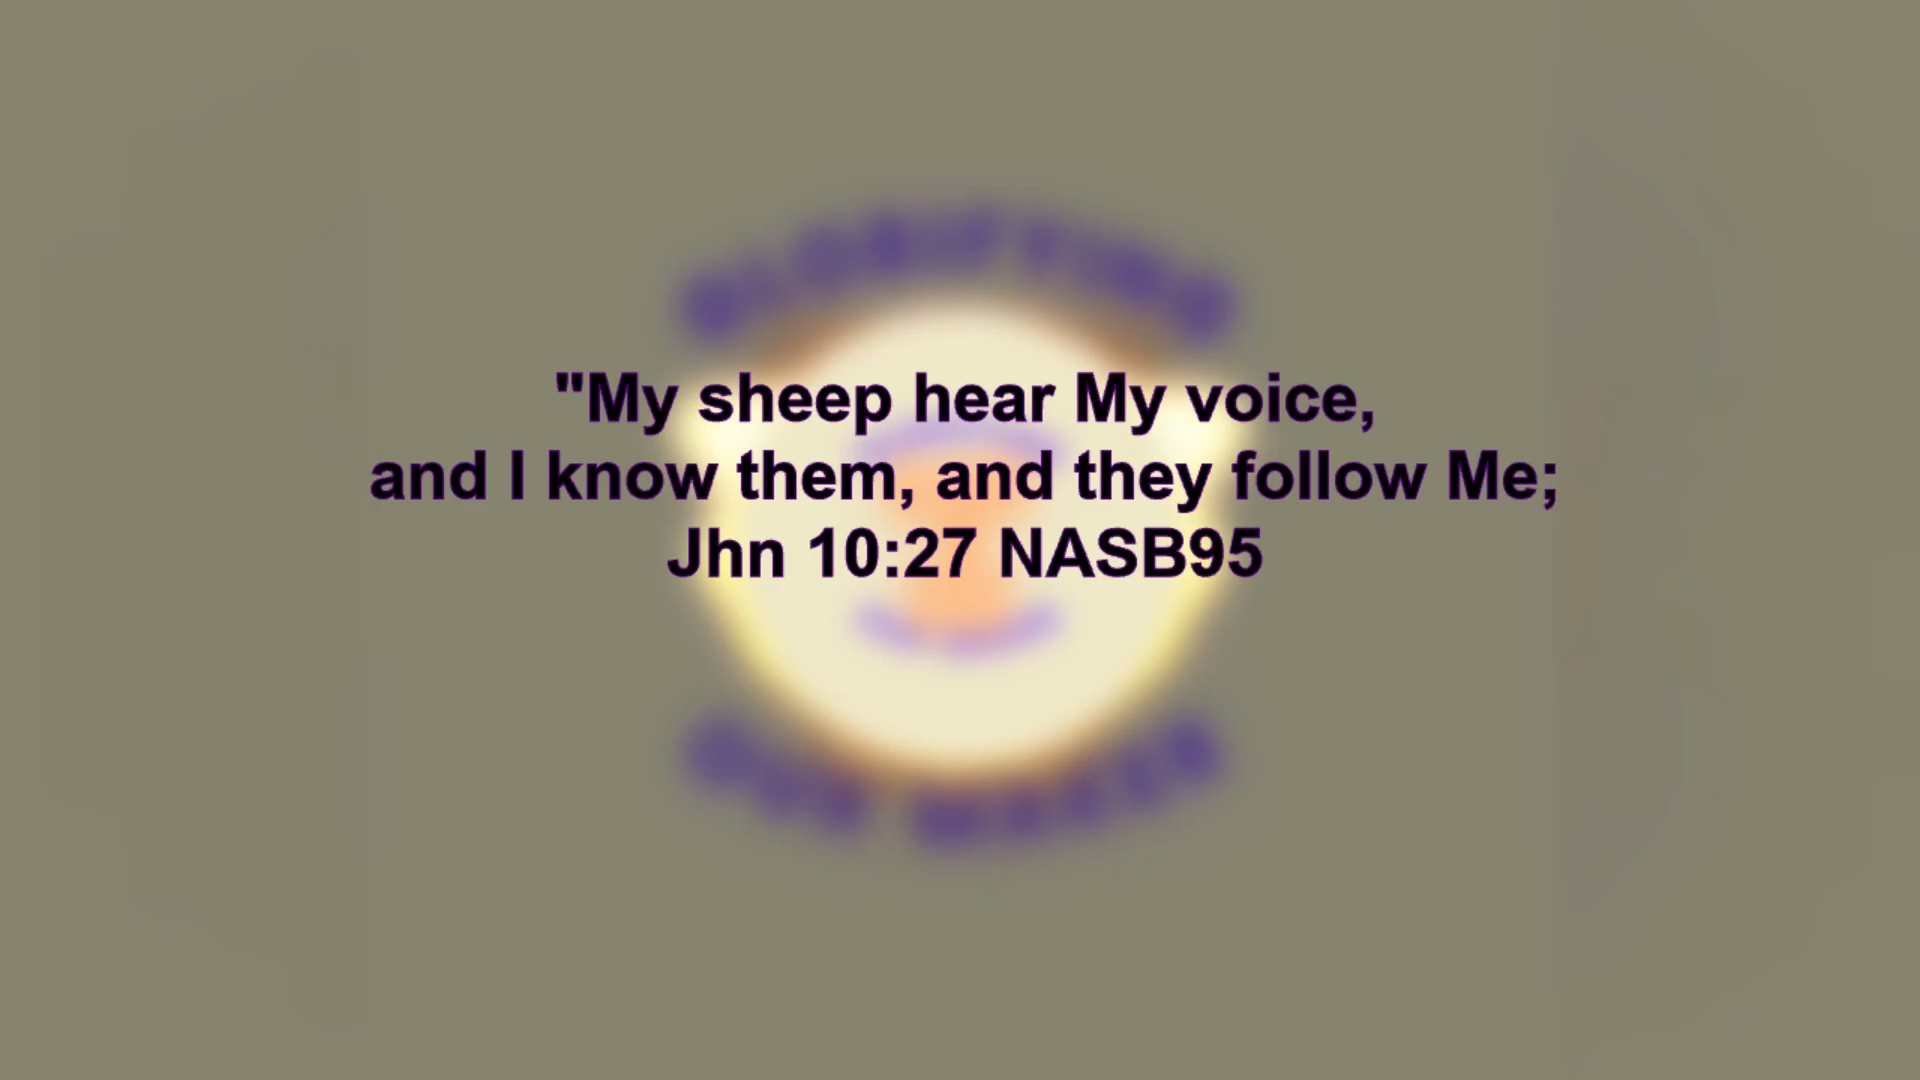 "My sheep hear My voice,
and I know them, and they follow Me;
Jhn 10:27 NASB95